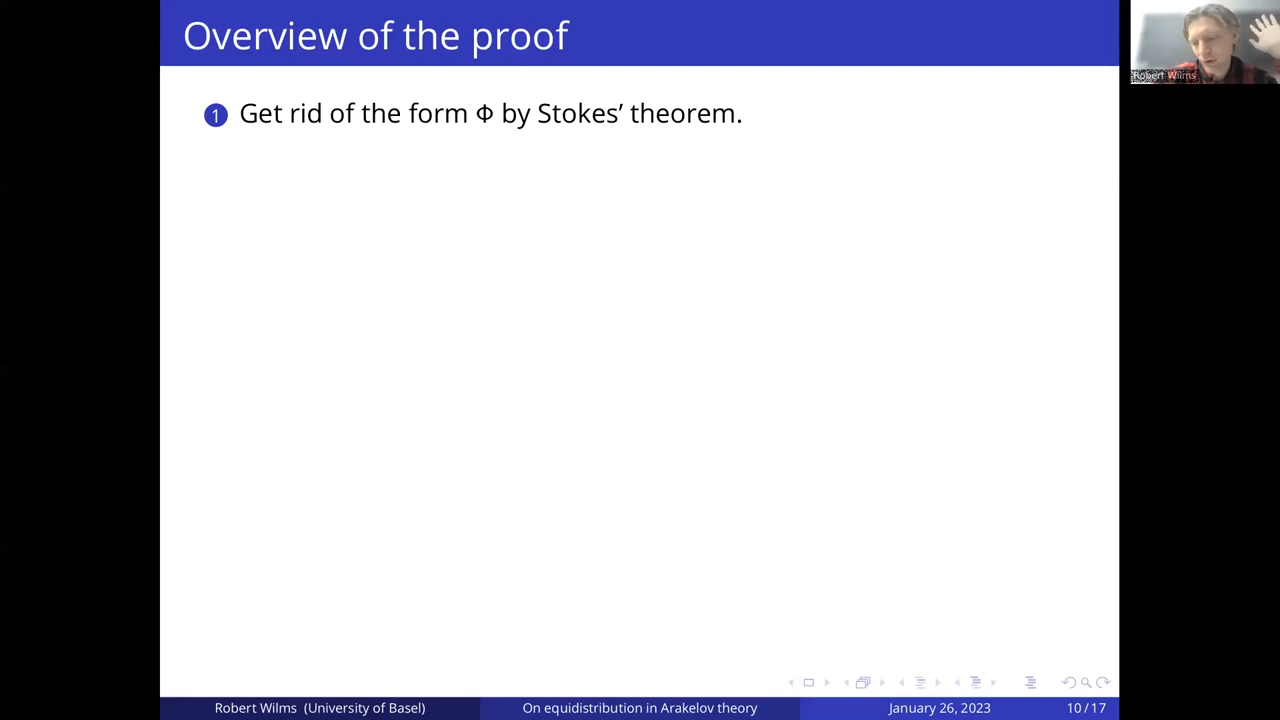 Overview of the proof
Robert Wilms
1 Get rid of the form Φ by Stokes’ theorem.
Robert Wilms (University of Basel)
On equidistribution in Arakelov theory
January 26, 2023
10 / 17